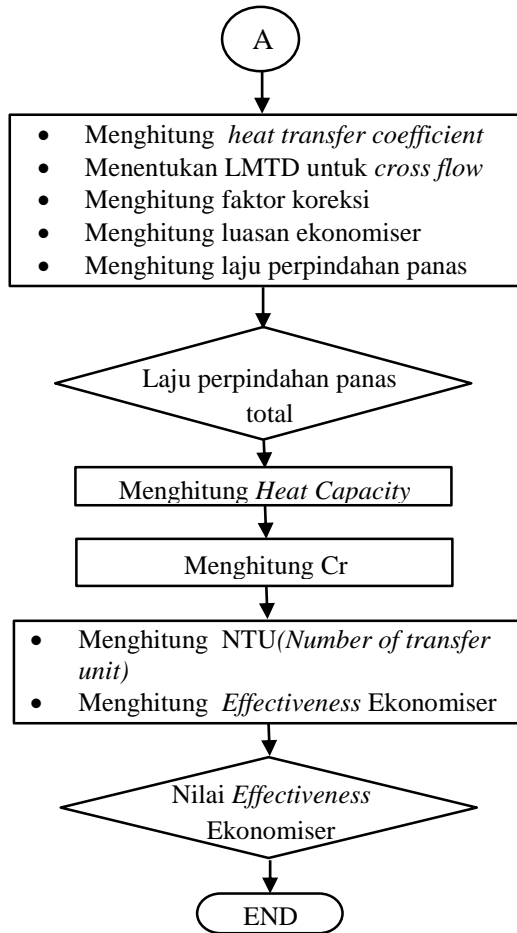 A
• Menghitung heat transfer coefficient
• Menentukan LMTD untuk cross flow
• Menghitung faktor koreksi
• Menghitung luasan ekonomiser
• Menghitung laju perpindahan panas
Laju perpindahan panas
total
Menghitung Heat Capacity
Menghitung Cr
• Menghitung NTU(Number of transfer
unit)
• Menghitung Effectiveness Ekonomiser
Nilai Effectiveness
Ekonomiser
END